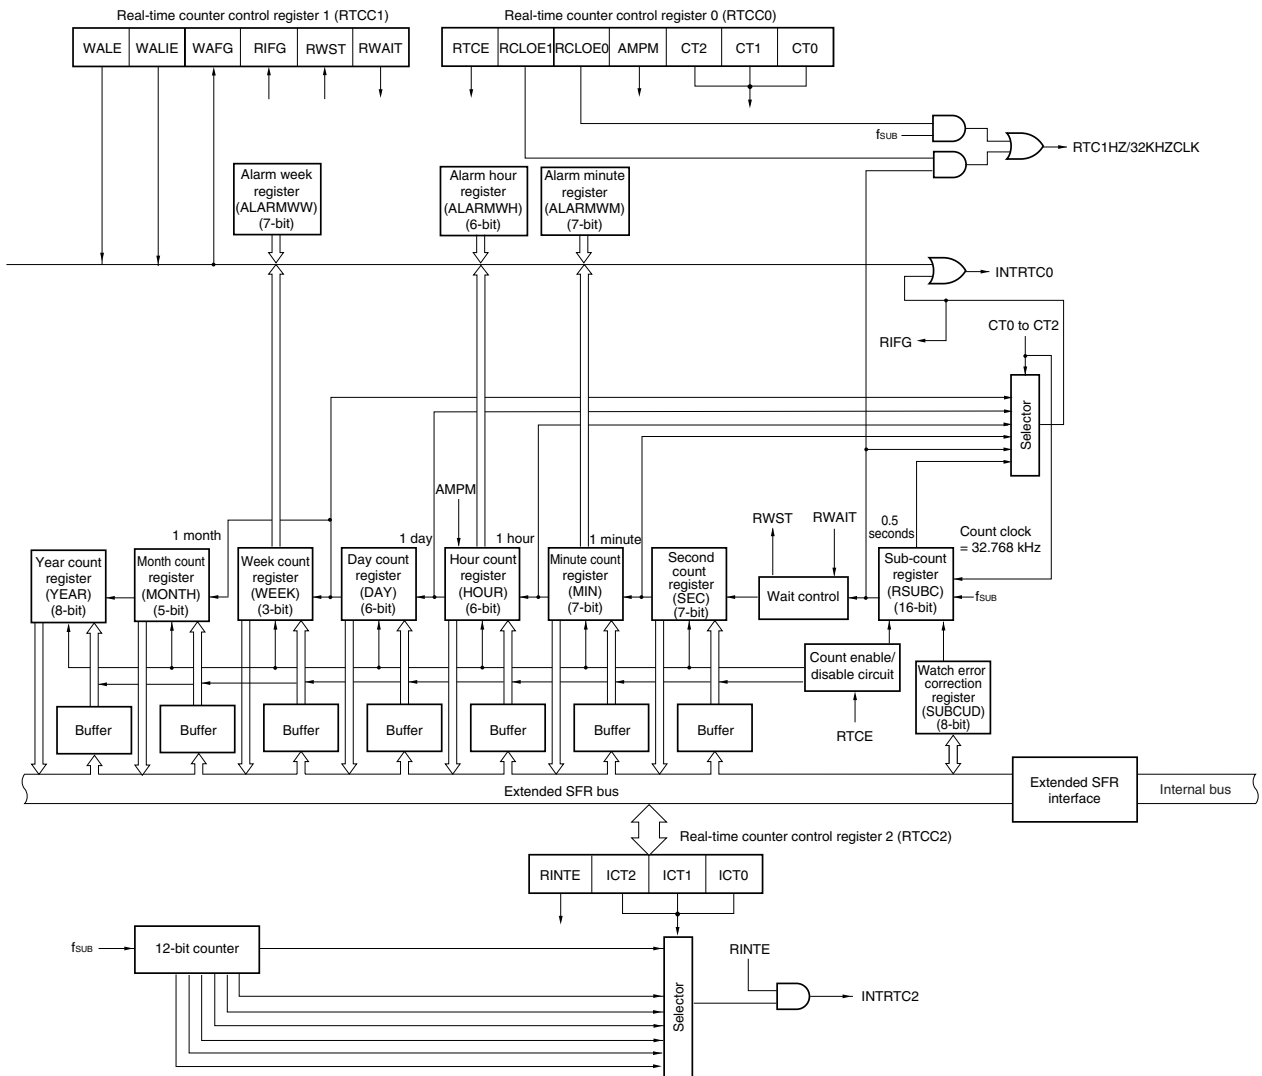 Real-time counter control register 1 (RTCC1)
Real-time counter control register 0 (RTCC0)
WALE WALIE WAFG RIFG RWST RWAIT
RTCE RCLOE1 RCLOE0 AMPM CT2 CT1 CT0
fSUB
RTC1HZ/32KHZCLK
Alarm week
register
(ALARMWW)
(7-bit)
Alarm hour
register
(ALARMWH)
(6-bit)
Alarm minute
register
(ALARMWM)
(7-bit)
INTRTC0
CT0 to CT2
RIFG
Selector
AMPM
RWST
RWAIT
0.5
seconds
Count clock
= 32.768 kHz
1 month
1 day
1 hour
1 minute
Year count
register
(YEAR)
(8-bit)
Month count
register
(MONTH)
(5-bit)
Week count
register
(WEEK)
(3-bit)
Day count
register
(DAY)
(6-bit)
Hour count
register
(HOUR)
(6-bit)
Minute count
register
(MIN)
(7-bit)
Second
count
register
(SEC)
(7-bit)
Wait control
Sub-count
register
(RSUBC)
(16-bit)
fSUB
Count enable/
disable circuit
Watch error
correction
register
(SUBCUD)
(8-bit)
RTCE
Buffer
Buffer
Buffer
Buffer
Buffer
Buffer
Buffer
Extended SFR bus
Extended SFR
interface
Internal bus
Real-time counter control register 2 (RTCC2)
RINTE ICT2 ICT1 ICT0
fSUB
12-bit counter
Selector
RINTE
INTRTC2